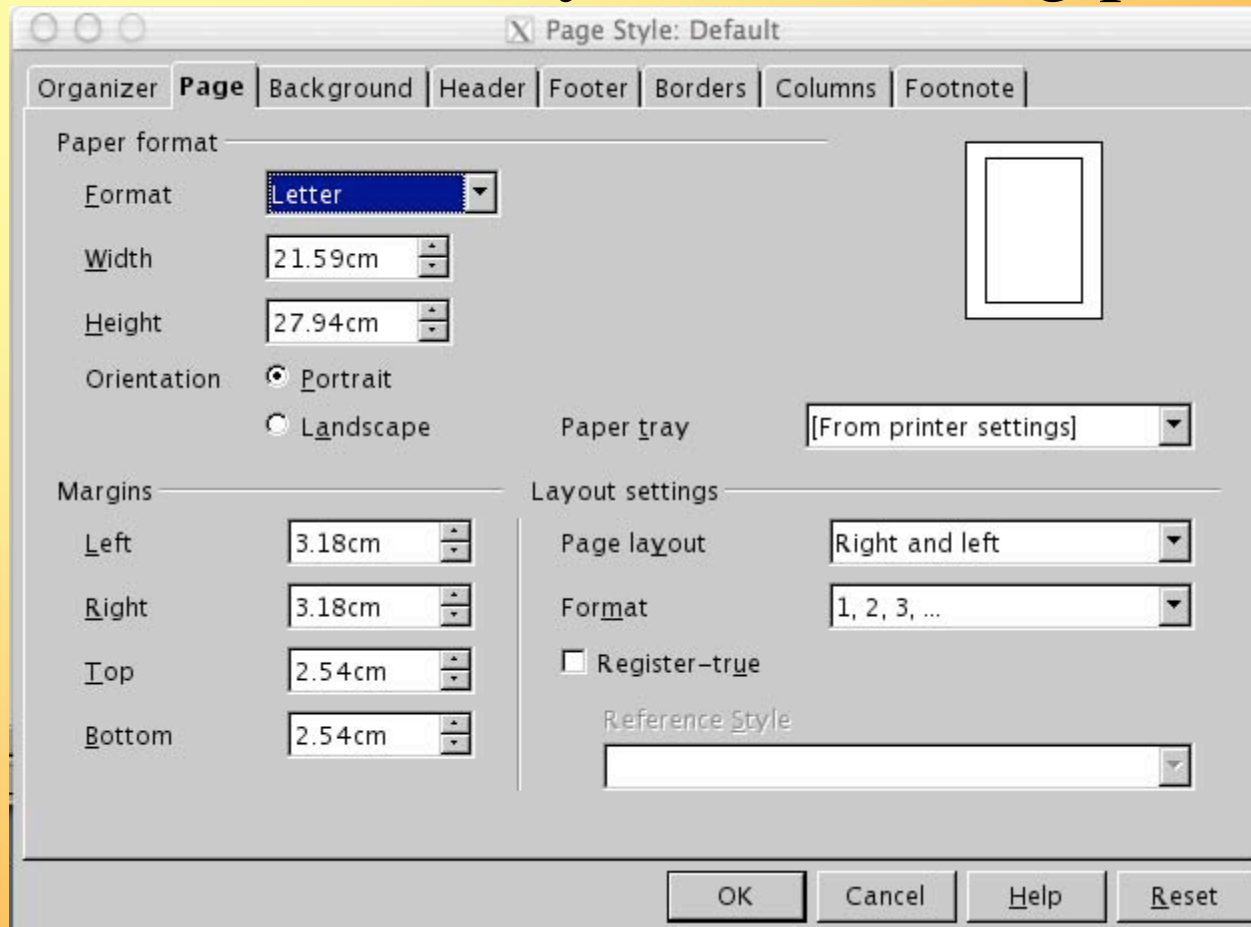 Page Style: Default
Organizer Page Background Header Footer Borders Columns Footnote
Paper format
Format Letter
Width 21.59cm
Height 27.94cm
Orientation Portrait
Landscape Paper tray [From printer settings]
Margins Layout settings
Left 3.18cm Page layout Right and left
Right 3.18cm Format 1, 2, 3, ...
Top 2.54cm Register-true
Bottom 2.54cm Reference Style
OK Cancel Help Reset